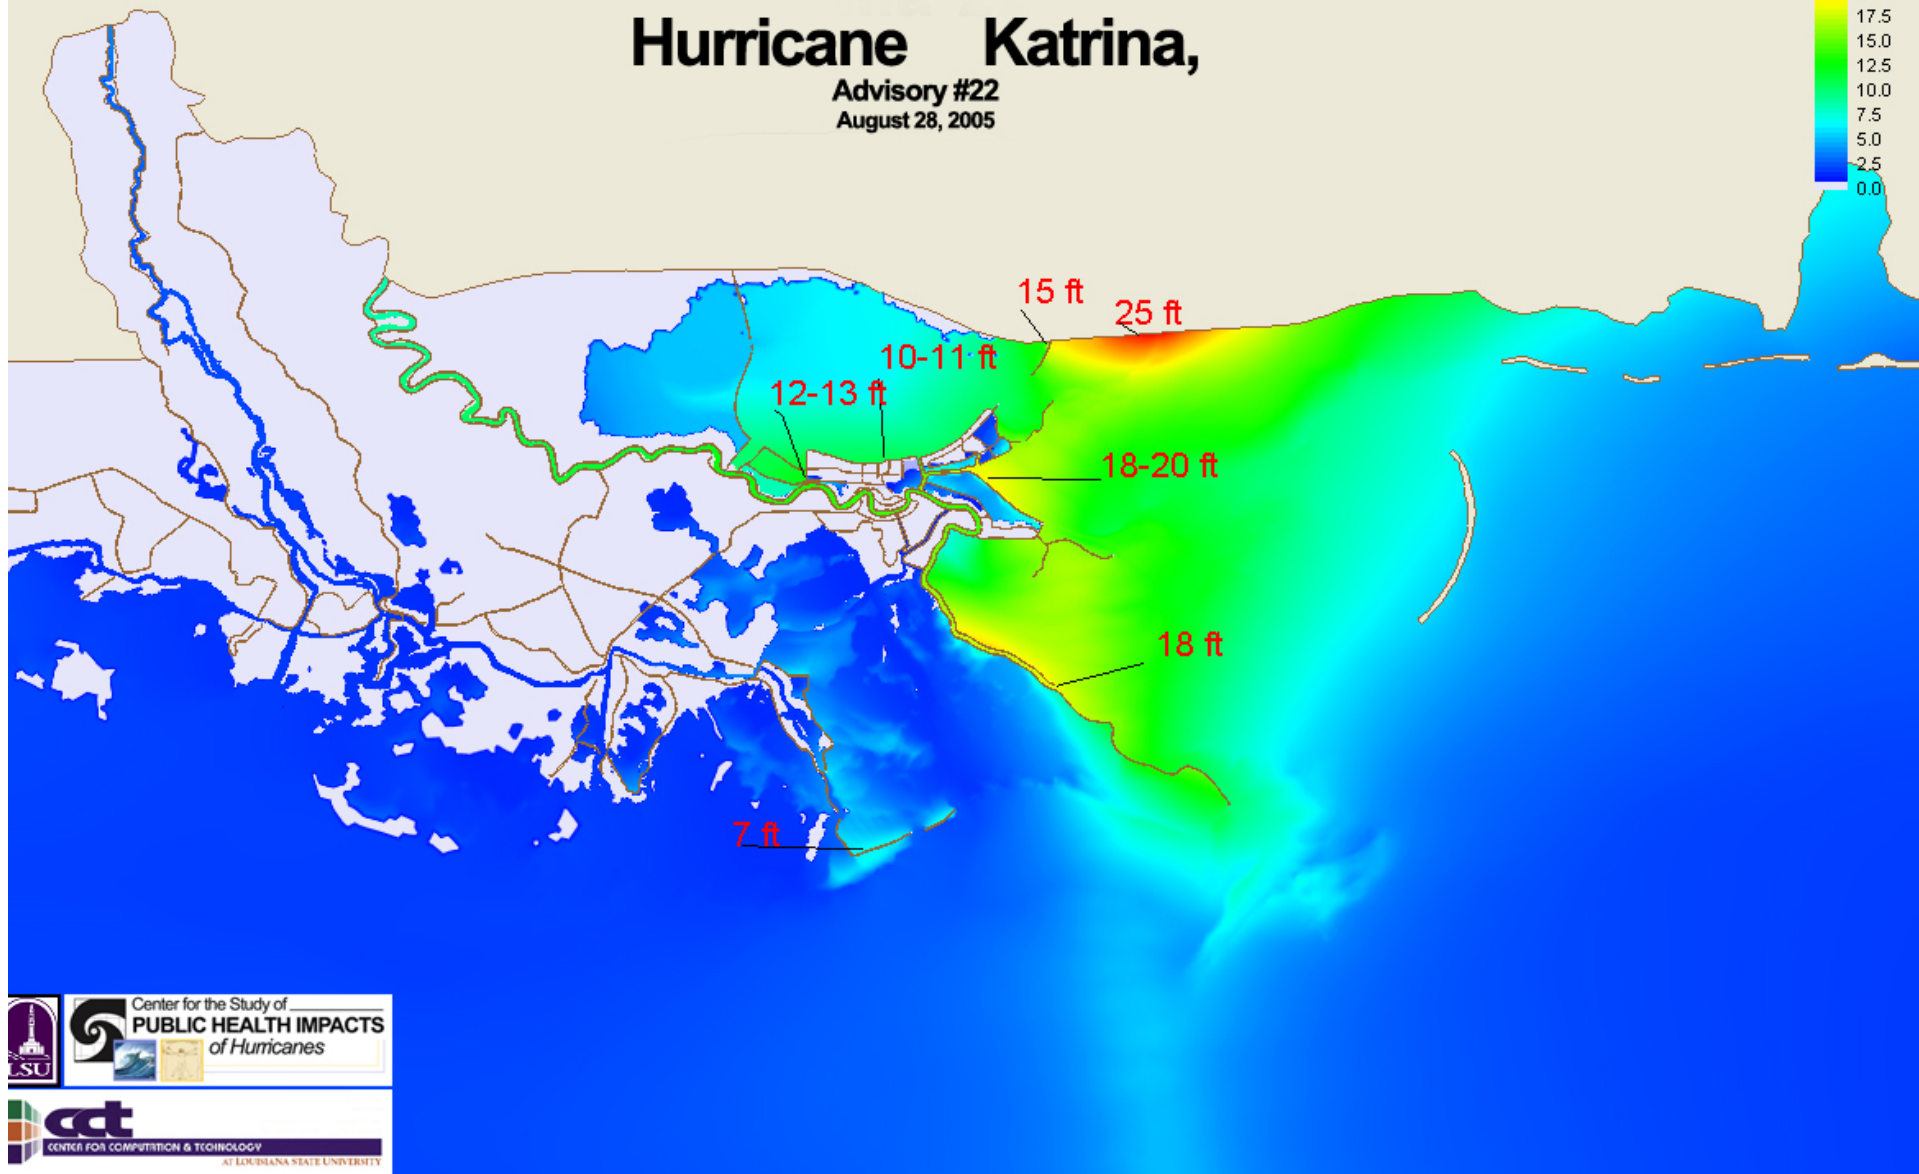 Hurricane Katrina,
Advisory #22
August 28, 2005
17.5
15.0
12.5
10.0
7.5
5.0
2.5
0.0
15 ft
25 ft
10-11 ft
12-13 ft
18-20 ft
18 ft
7 ft
LSU
Center for the Study of
PUBLIC HEALTH IMPACTS
of Hurricanes
cct
CENTER FOR COMPUTATION & TECHNOLOGY
AT LOUISIANA STATE UNIVERSITY